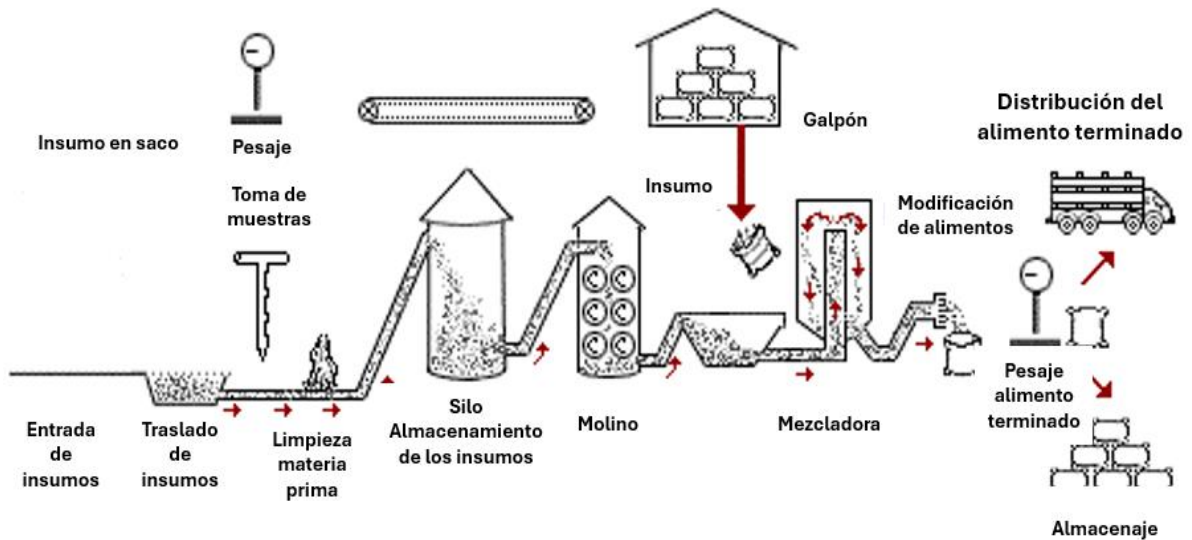 Insumo en saco
Pesaje
Toma de
muestras
Galpón
Insumo
Distribución del
alimento terminado
Modificación
de alimentos
Entrada
de
insumos
Traslado
de
insumos
Limpieza
materia
prima
Silo
Almacenamiento
de los insumos
Molino
Mezcladora
Pesaje
alimento
terminado
Almacenaje